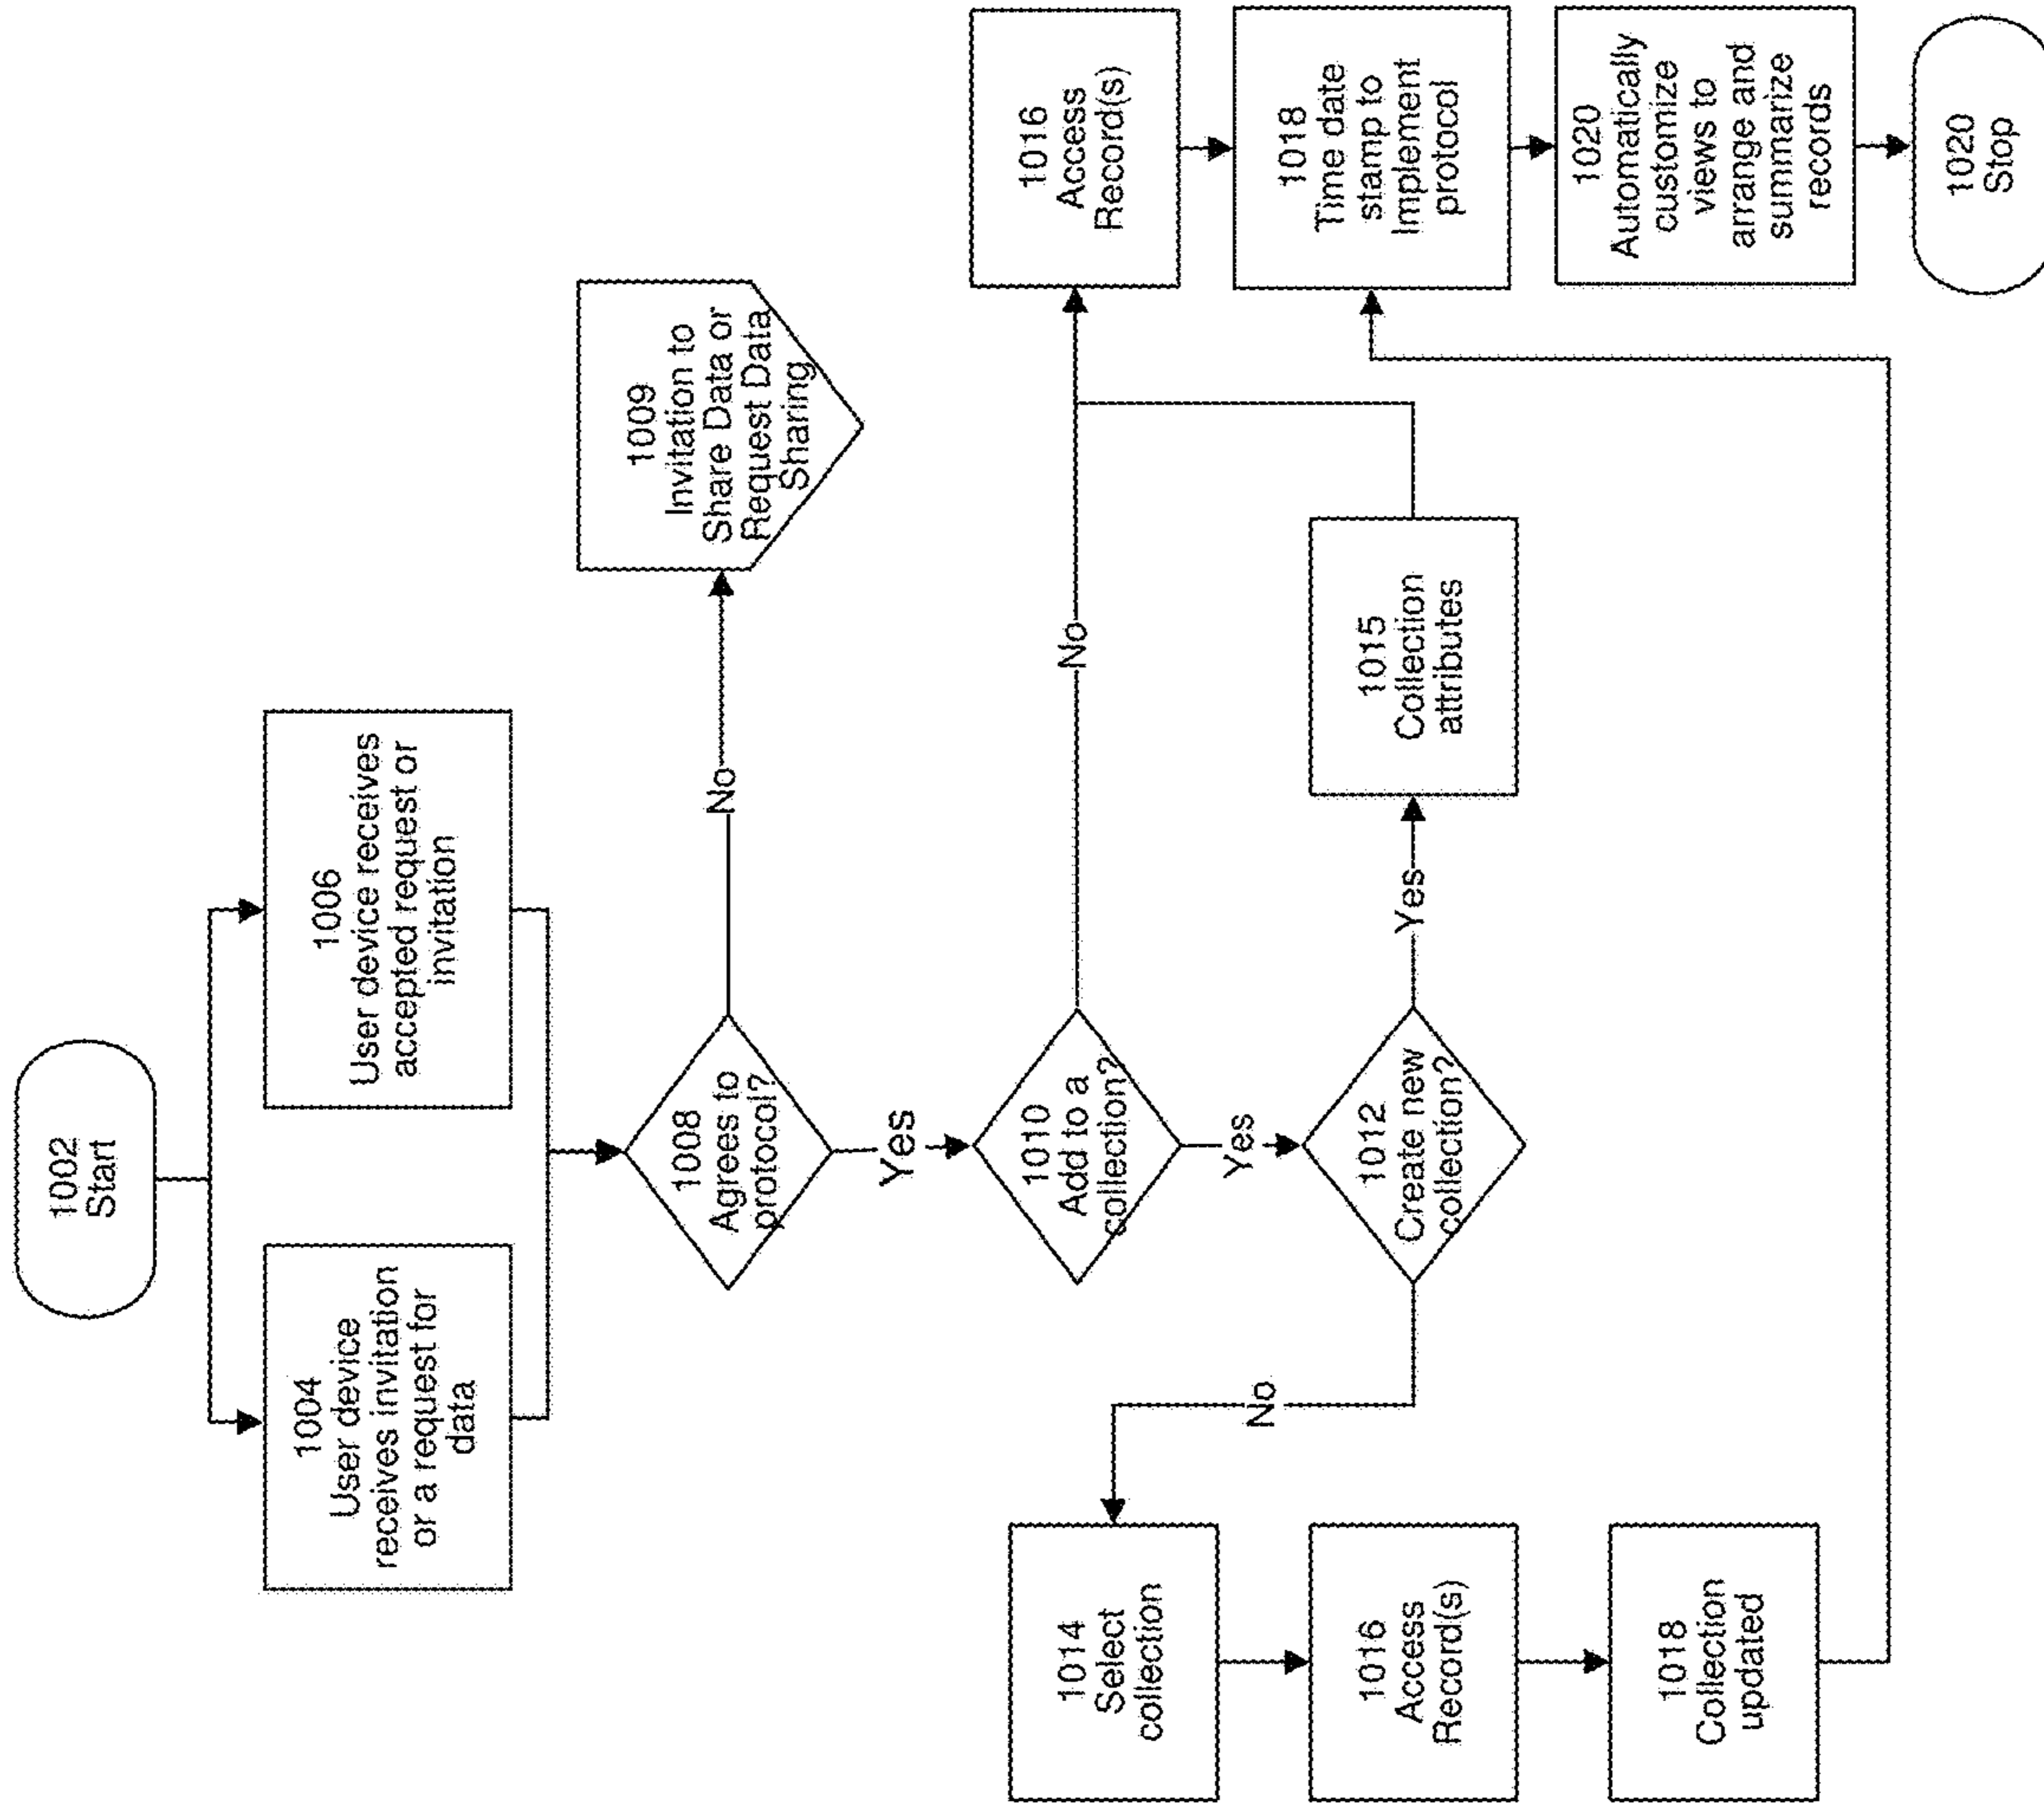 1002
Start
1004
User device
receives invitation
or a request for
data
1006
User device receives
accepted request or
invitation
1008
Agrees to
protocol?
No
1009
Invitation to
Share Data or
Request Data
Sharing
Yes
1010
Add to a
collection?
No
Yes
1012
Create new
collection?
Yes
1015
Collection
attributes
No
1014
Select
collection
1016
Access
Record(s)
1018
Collection
updated
1016
Access
Record(s)
1018
Time date
stamp to
Implement
protocol
1020
Automatically
customize
views to
arrange and
summarize
records
1020
Stop